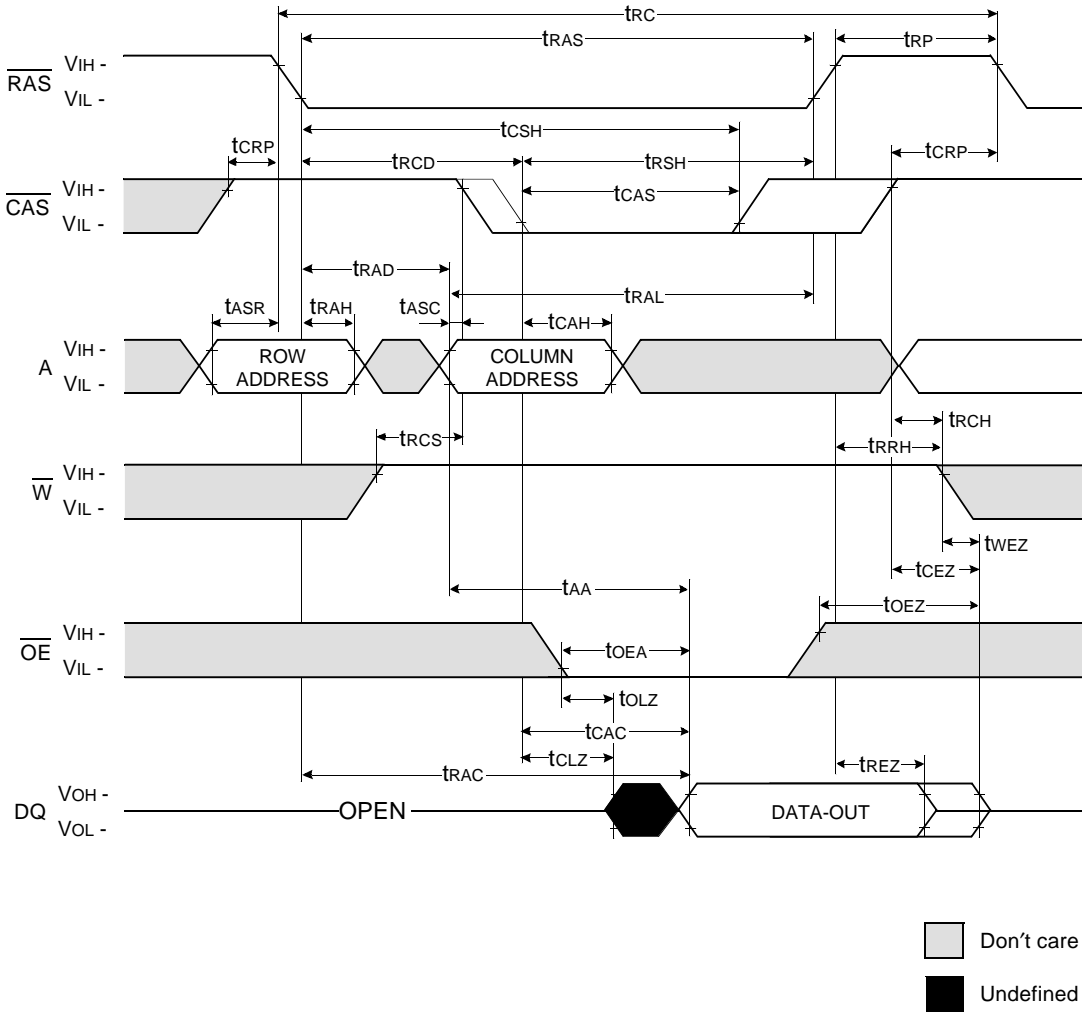 tRC
tRAS
tRP
RAS
VIH -
VIL -
tCSH
tCRP
tRCD
tRSH
tCRP
CAS
VIH -
VIL -
tCAS
tRAD
tRAL
tASR
tRAH
tASC
tCAH
A
VIH -
VIL -
ROW
ADDRESS
COLUMN
ADDRESS
tRCH
tRCS
tRRH
W
VIH -
VIL -
tWEZ
tCEZ
tAA
tOEZ
OE
VIH -
VIL -
tOEA
tOLZ
tCAC
tCLZ
tRAC
tREZ
DQ
VOH -
VOL -
OPEN
DATA-OUT
Don′t care
Undefined